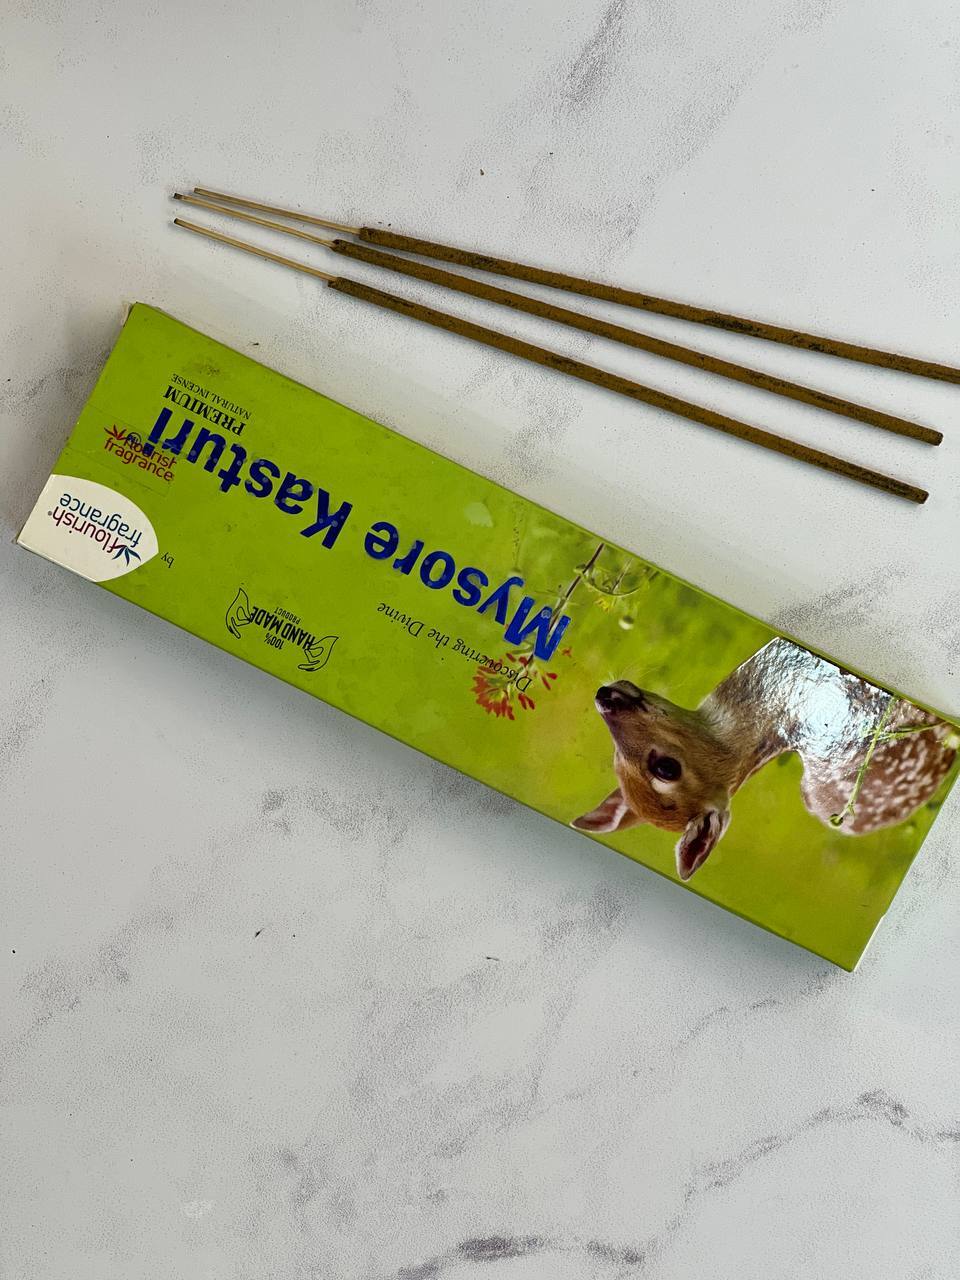 Discovering the Divine
Mysore Kasturi
PREMIUM
NATURAL INCENSE
100%
HAND MADE
PRODUCT
by
flourish®
fragrance
flourish
fragrance